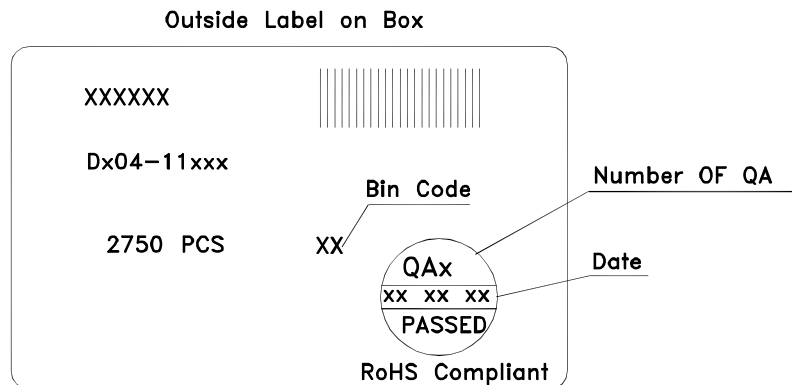 Outside Label on Box
XXXXXX
Dx04-11xxx
Bin Code
Number OF QA
2750 PCS
XX
QAx
Date
xx xx xx
PASSED
RoHS Compliant